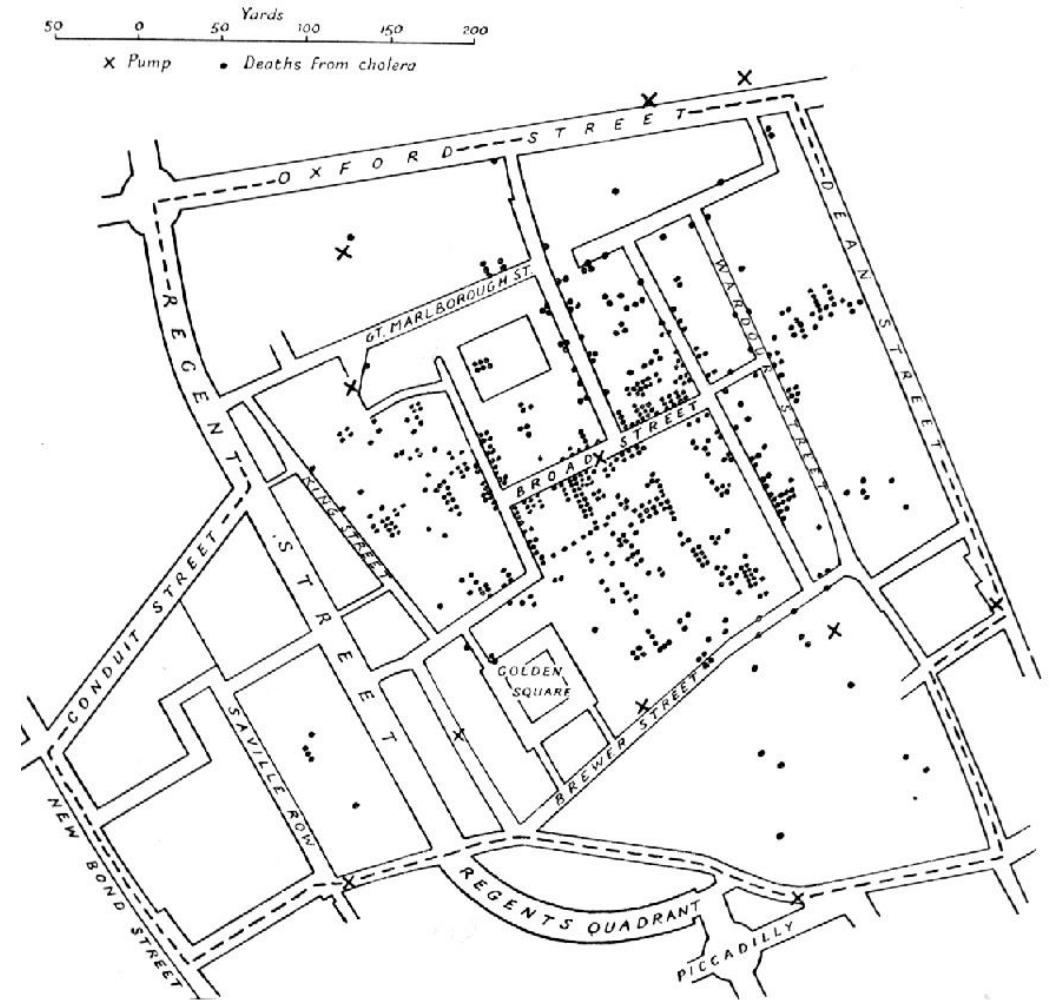 Yards
50 0 50 100 150 200
x Pump • Deaths from cholera
OXFORD STREET
REGENT STREET
DEAN STREET
WARDOUR STREET
GT. MARLBOROUGH ST.
BROAD STREET
KING STREET
CONDUIT STREET
GOLDEN
SQUARE
SAVILLE ROW
BREWER STREET
NEW BOND STREET
REGENTS QUADRANT
PICCADILLY